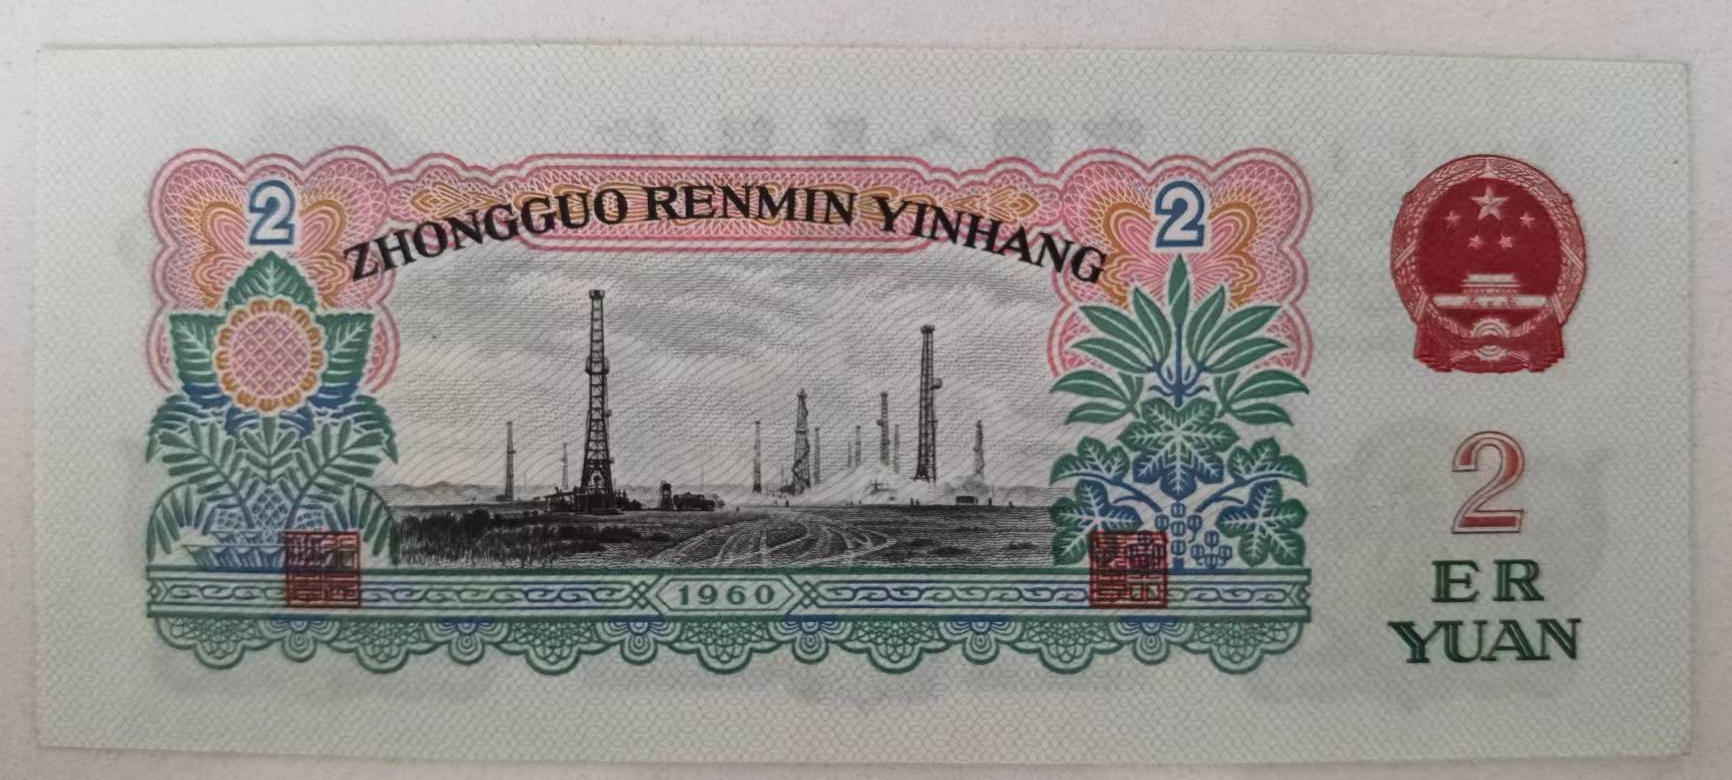 2
2
ZHONGGUO RENMIN YINHANG
2
ER
YUAN
1960